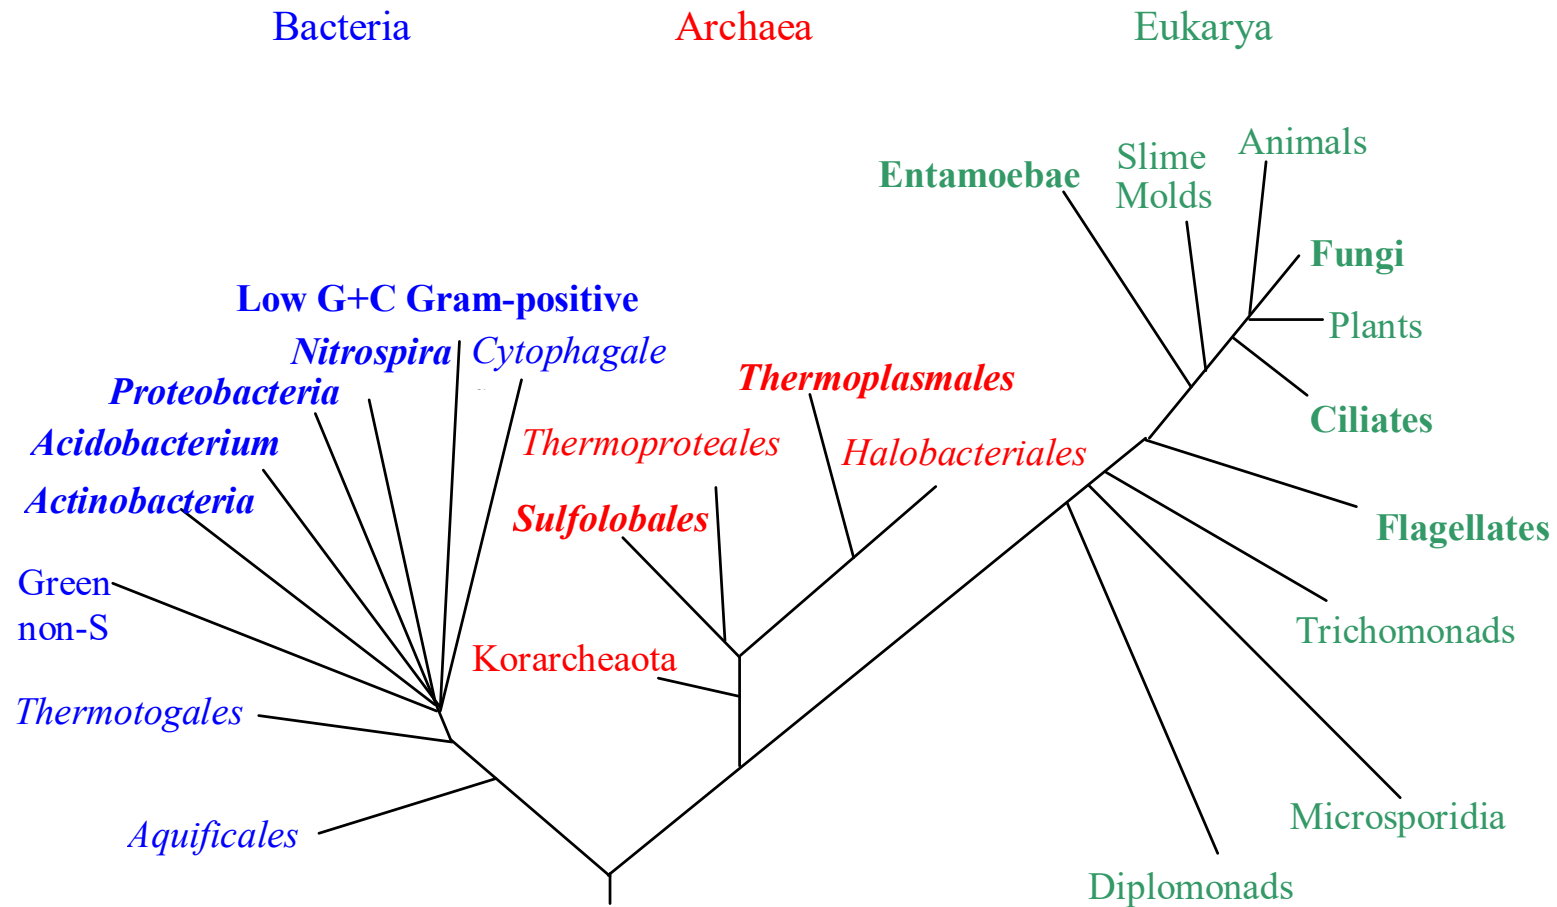 Bacteria
Archaea
Eukarya
Entamoebae
Slime
Molds
Animals
Fungi
Plants
Ciliates
Flagellates
Trichomonads
Microsporidia
Diplomonads
Low G+C Gram-positive
Nitrospira
Cytophagale
Proteobacteria
Acidobacterium
Actinobacteria
Green
non-S
Thermotogales
Aquificales
Thermoplasmales
Thermoproteales
Halobacteriales
Sulfolobales
Korarcheaota